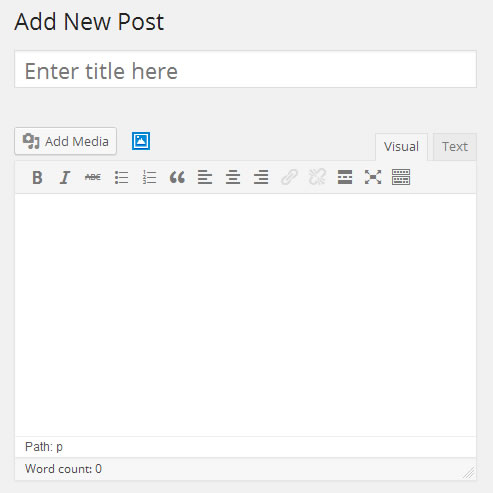 Add New Post
Enter title here
Add Media Visual Text
B I ABC
Path: p
Word count: 0